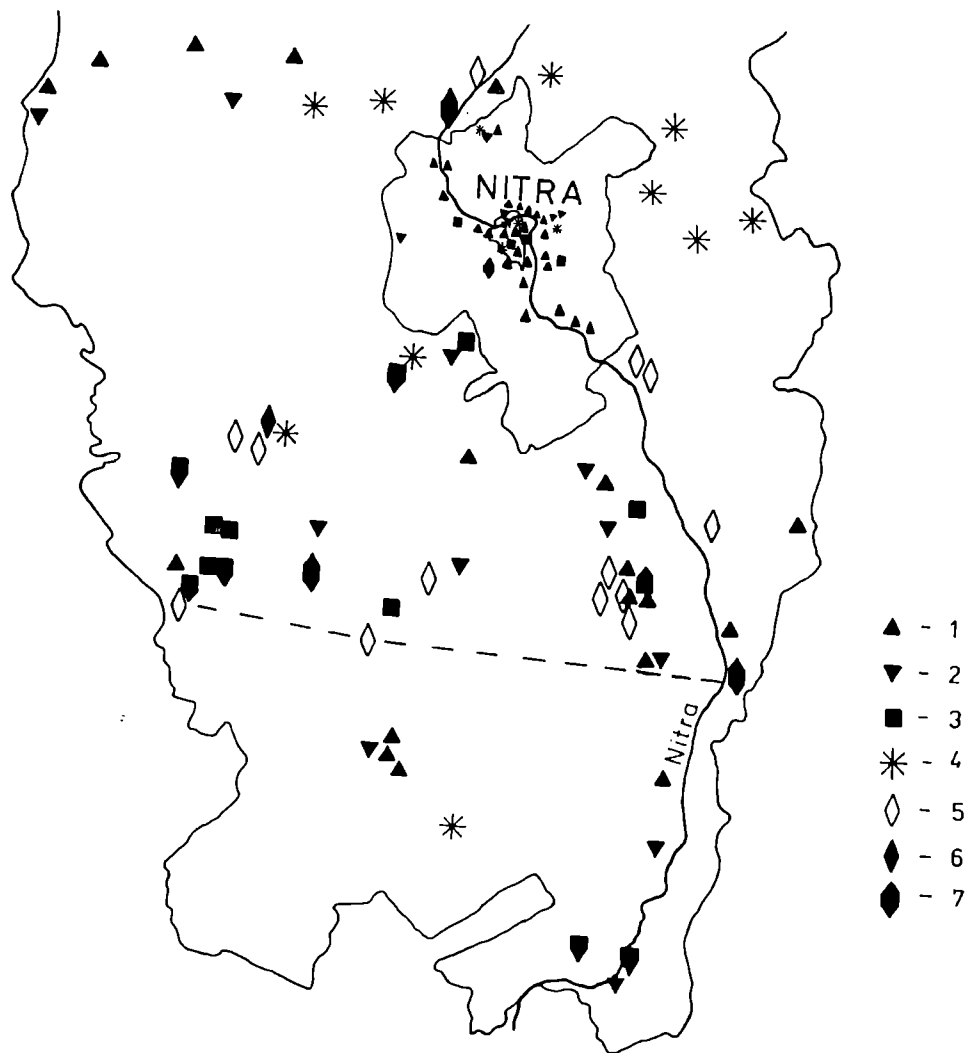 NITRA
Nitra
▲ - 1
▼ - 2
■ - 3
✳ - 4
◊ - 5
♦ - 6
⬢ - 7